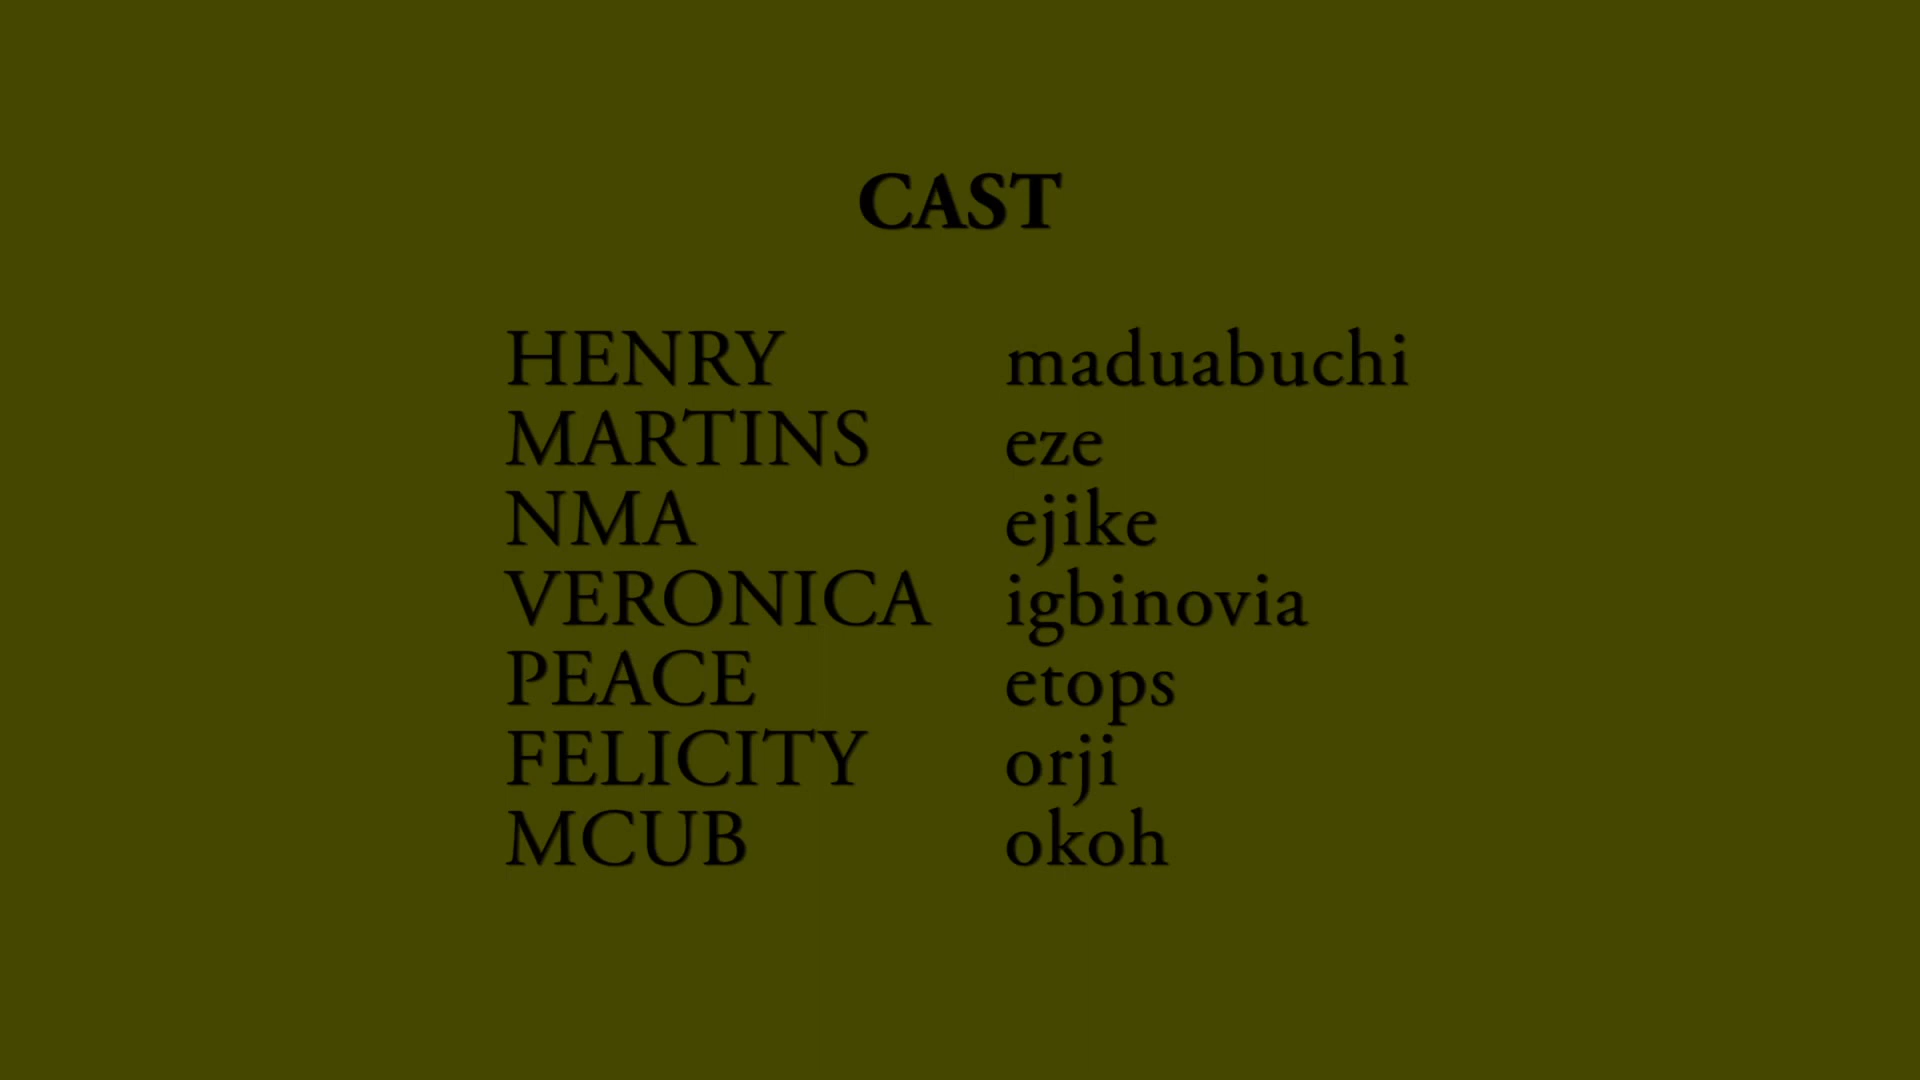 CAST
HENRY maduabuchi
MARTINS eze
NMA ejike
VERONICA igbinovia
PEACE etops
FELICITY orji
MCUB okoh